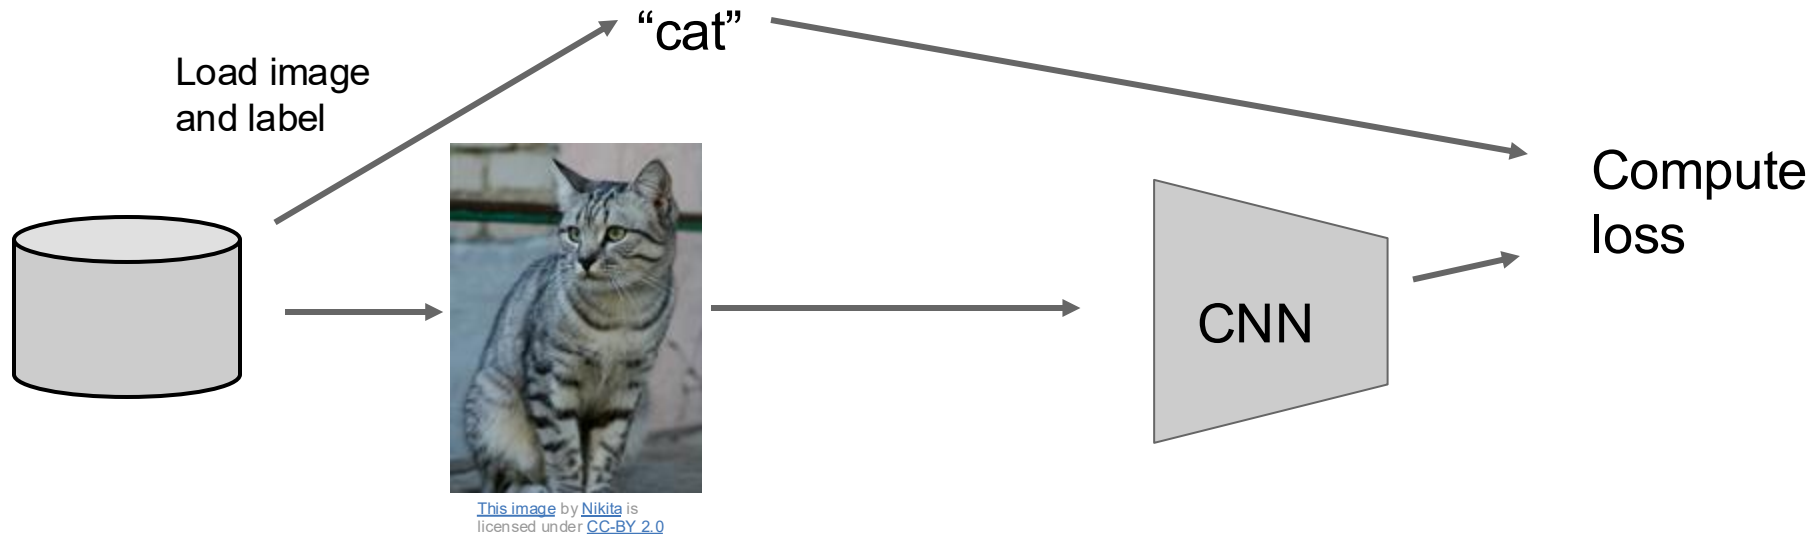 “cat”
Load image
and label
Compute
loss
CNN
This image by Nikita is
licensed under CC-BY 2.0